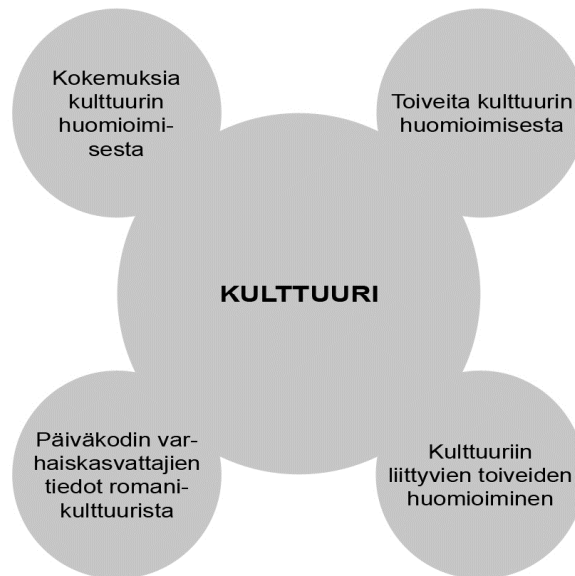 Kokemuksia
kulttuurin
huomioimi-
sesta
Toiveita kulttuurin
huomioimisesta
KULTTUURI
Päiväkodin var-
haiskasvattajien
tiedot romani-
kulttuurista
Kulttuuriin
liittyvien toiveiden
huomioiminen